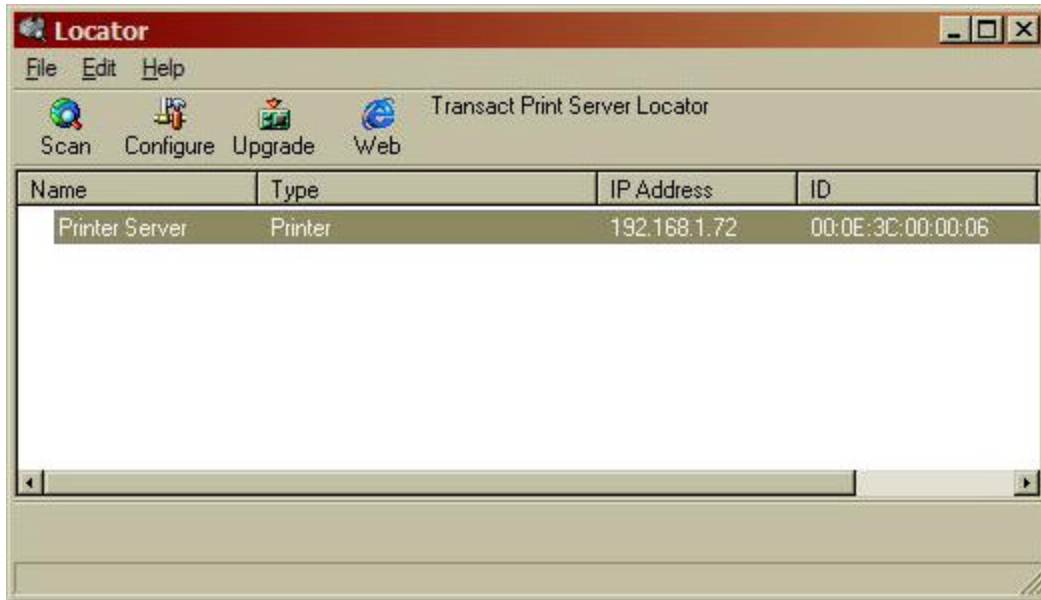 Locator
File Edit Help
Transact Print Server Locator
Scan Configure Upgrade Web
Name Type IP Address ID
Printer Server Printer 192.168.1.72 00:0E:3C:00:00:06